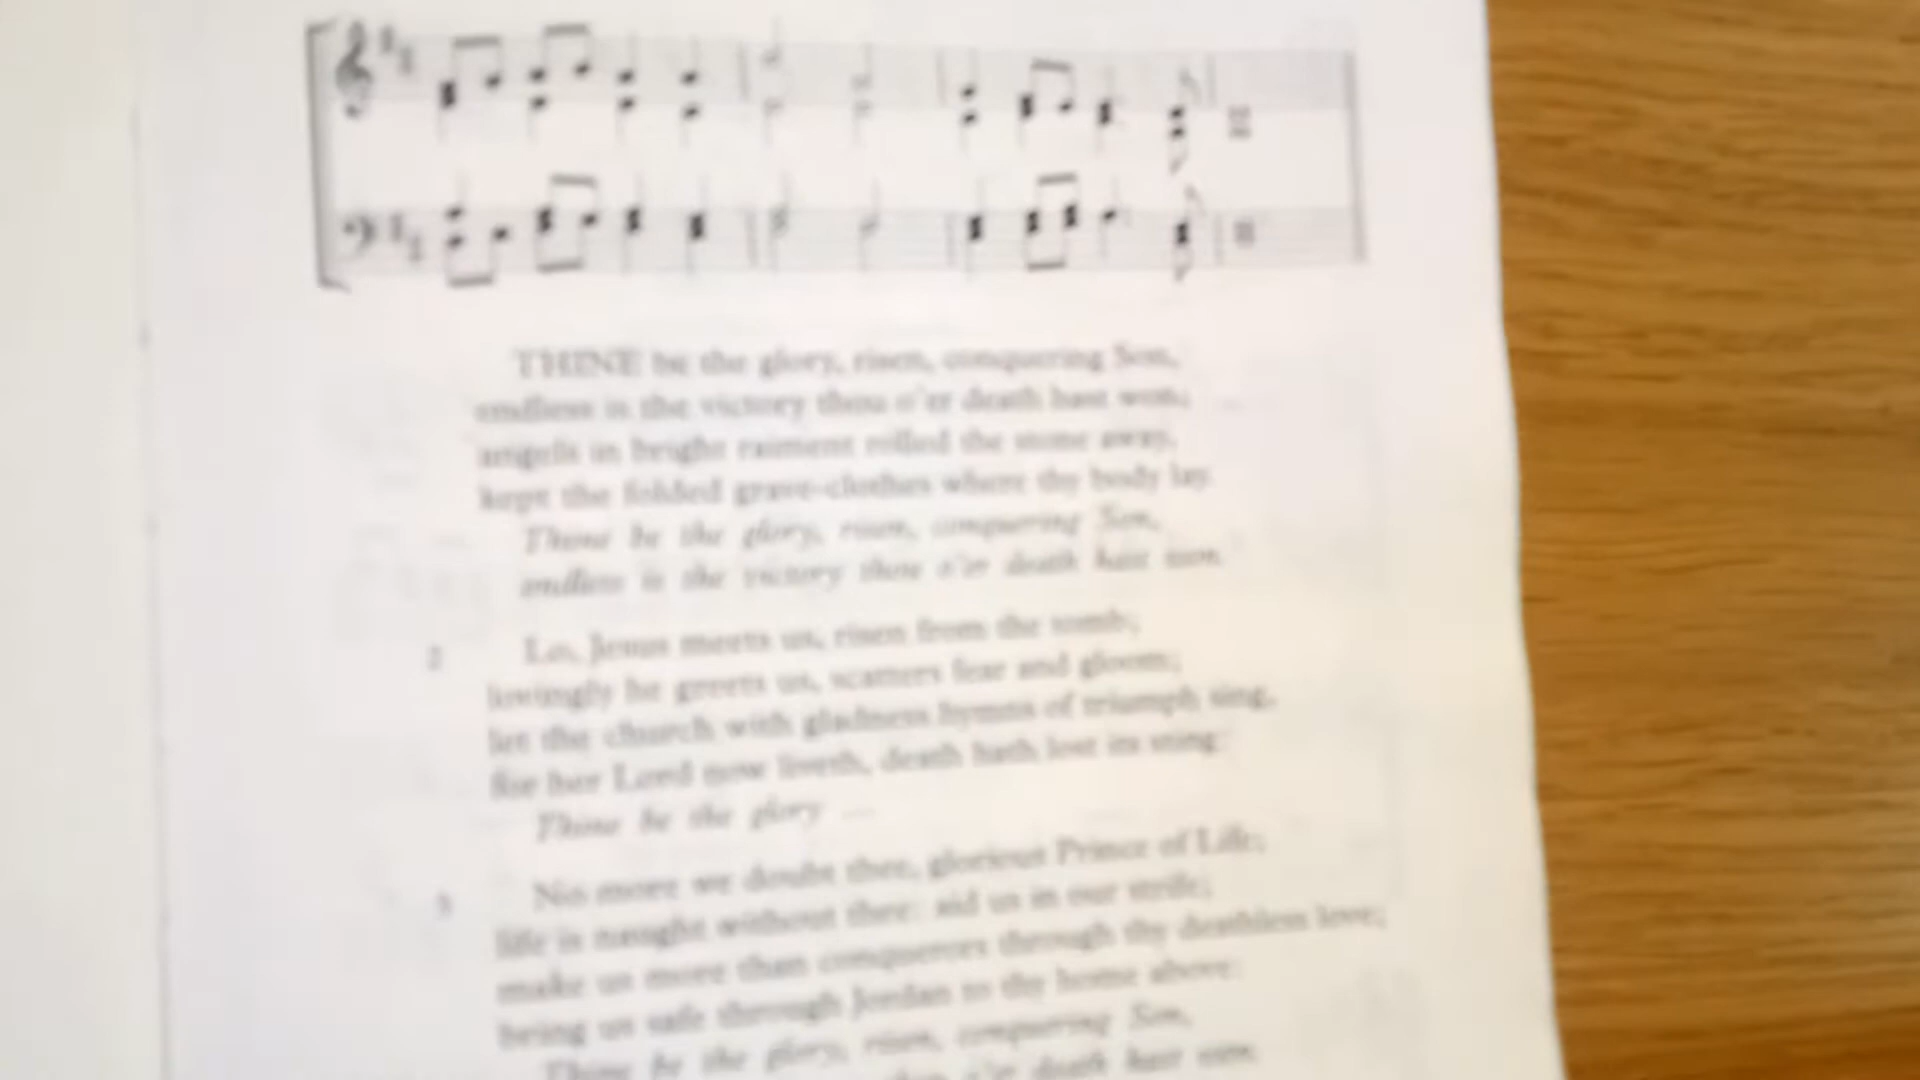 THINE be the glory, risen, conquering Son,
endless is the victory thou o'er death hast won;
angels in bright raiment rolled the stone away,
kept the folded grave-clothes where thy body lay.
Thine be the glory, risen, conquering Son,
endless is the victory thou o'er death hast won.
2 Lo, Jesus meets us, risen from the tomb;
lovingly he greets us, scatters fear and gloom;
let the church with gladness hymns of triumph sing,
for her Lord now liveth, death hath lost its sting:
Thine be the glory ...
3 No more we doubt thee, glorious Prince of Life;
life is naught without thee: aid us in our strife;
make us more than conquerors through thy deathless love;
bring us safe through Jordan to thy home above:
Thine be the glory, risen, conquering Son,
thou o'er death hast won.